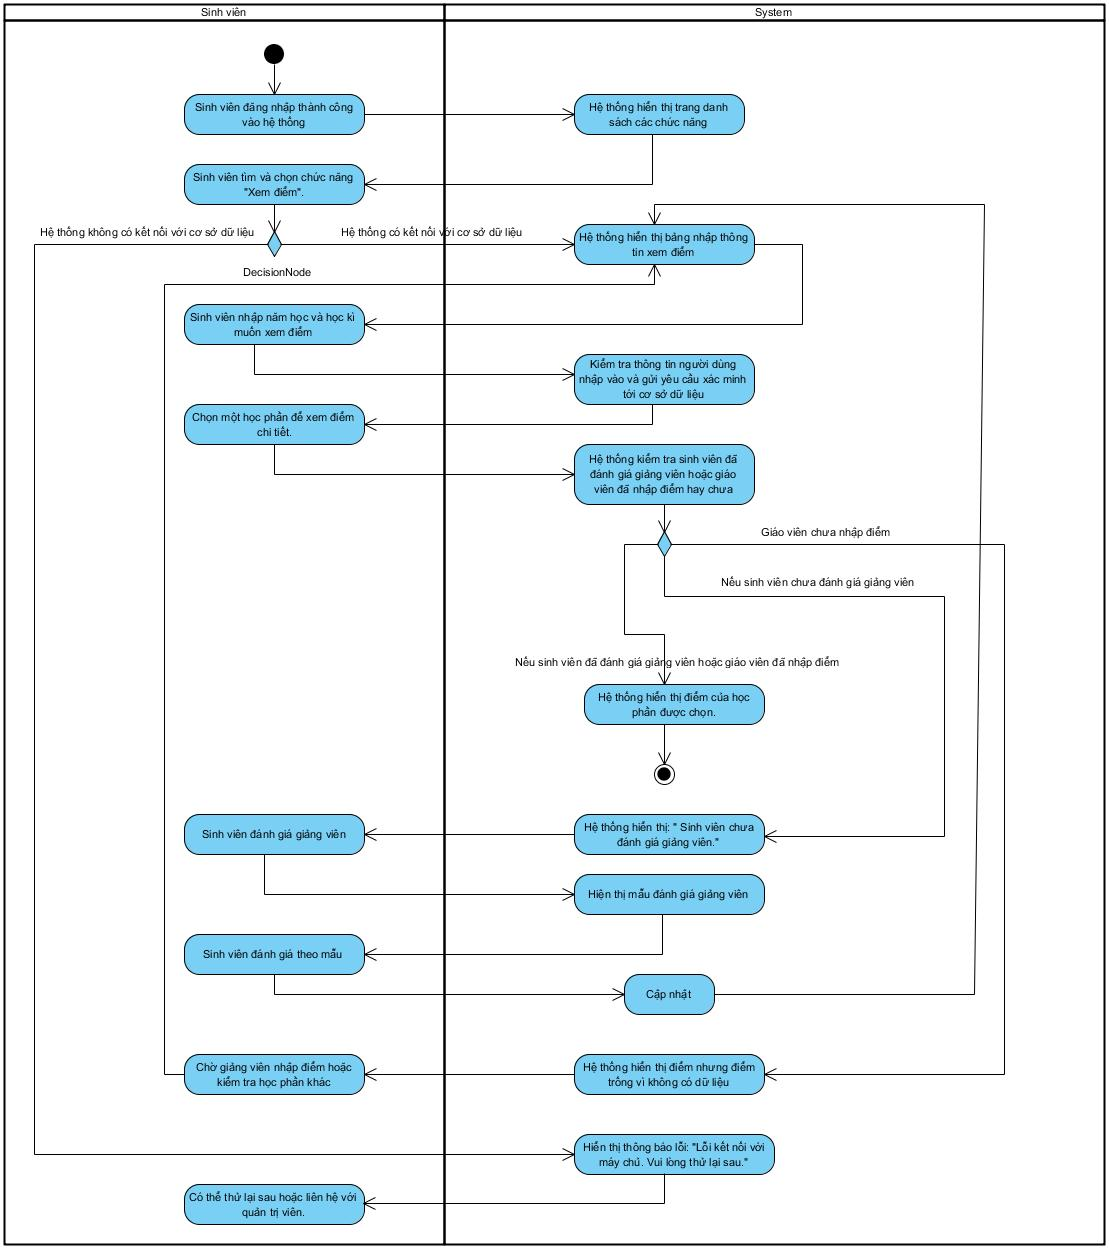 Sinh viên
System
Sinh viên đăng nhập thành công
vào hệ thống
Hệ thống hiển thị trang danh
sách các chức năng
Sinh viên tìm và chọn chức năng
"Xem điểm".
Hệ thống không có kết nối với cơ sở dữ liệu
Hệ thống có kết nối với cơ sở dữ liệu
Hệ thống hiển thị bảng nhập thông
tin xem điểm
DecisionNode
Sinh viên nhập năm học và học kì
muốn xem điểm
Kiểm tra thông tin người dùng
nhập vào và gửi yêu cầu xác minh
tới cơ sở dữ liệu
Chọn một học phần để xem điểm
chi tiết.
Hệ thống kiểm tra sinh viên đã
đánh giá giảng viên hoặc giáo
viên đã nhập điểm hay chưa
Giáo viên chưa nhập điểm
Nếu sinh viên chưa đánh giá giảng viên
Nếu sinh viên đã đánh giá giảng viên hoặc giáo viên đã nhập điểm
Hệ thống hiển thị điểm của học
phần được chọn.
Sinh viên đánh giá giảng viên
Hệ thống hiển thị: " Sinh viên chưa
đánh giá giảng viên."
Hiện thị mẫu đánh giá giảng viên
Sinh viên đánh giá theo mẫu
Cập nhật
Chờ giảng viên nhập điểm hoặc
kiểm tra học phần khác
Hệ thống hiển thị điểm nhưng điểm
trống vì không có dữ liệu
Hiển thị thông báo lỗi: "Lỗi kết nối với
máy chủ. Vui lòng thử lại sau."
Có thể thử lại sau hoặc liên hệ với
quản trị viên.